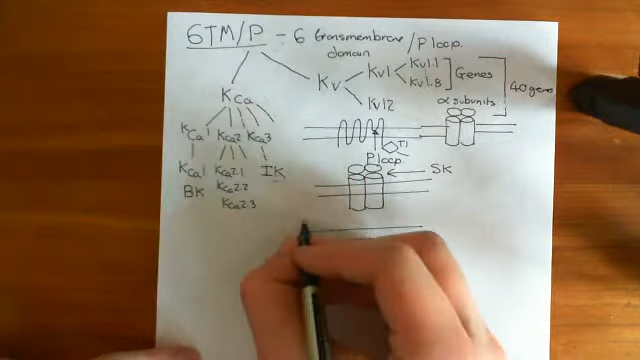 6TM/P - 6 transmembrane / P loop.
domain
KCa
Kv
Kv1
Kv1.1
Kv1.8
Genes
40 genes
Kv12
α subunits
KCa1 KCa2 KCa3
T1
P loop.
KCa1 KCa2.1 IK
BK KCa2.2
KCa2.3
SK